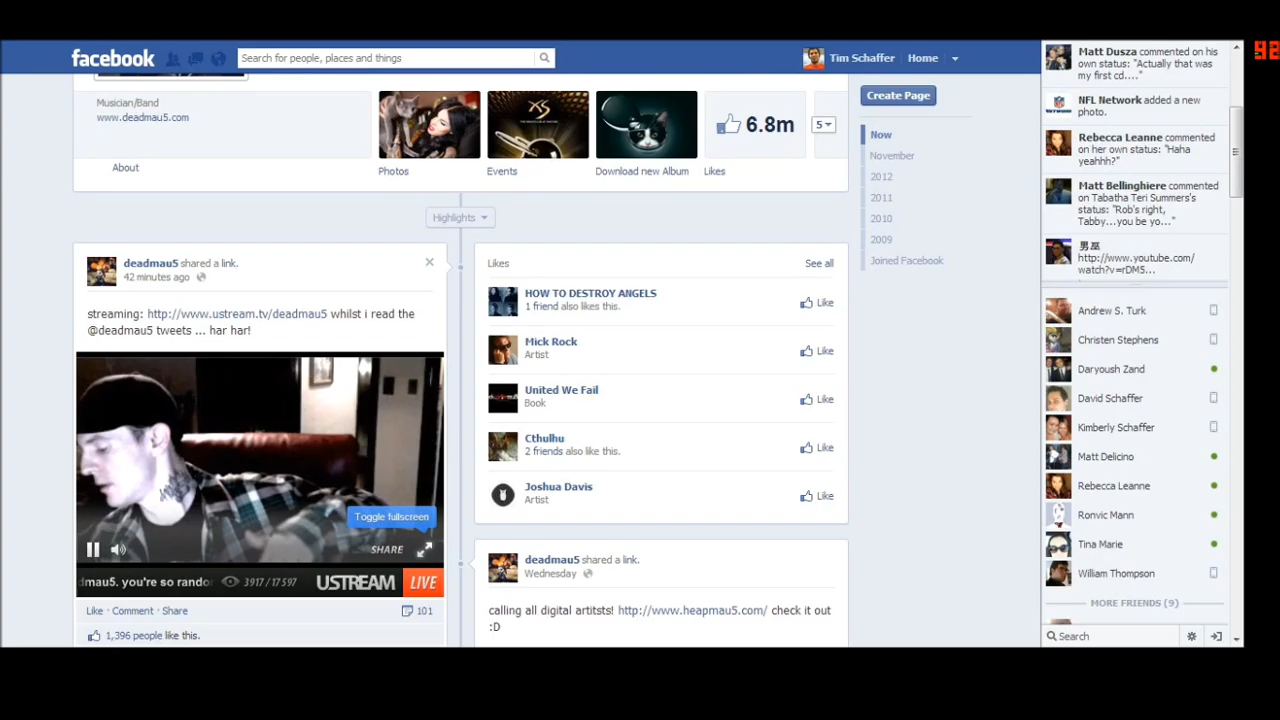 facebook
Search for people, places and things
Tim Schaffer
Home
92
Musician/Band
www.deadmau5.com
About
Photos
XS
Events
Download new Album
6.8m
Likes
5
Highlights
Create Page
Now
November
2012
2011
2010
2009
Joined Facebook
deadmau5 shared a link.
42 minutes ago
streaming: http://www.ustream.tv/deadmau5 whilst i read the
@deadmau5 tweets ... har har!
Toggle fullscreen
SHARE
dmau5. you're so randor
3917 / 17 597
USTREAM
LIVE
Like · Comment · Share
101
1,396 people like this.
Likes
See all
HOW TO DESTROY ANGELS
1 friend also likes this.
Like
Mick Rock
Artist
Like
United We Fail
Book
Like
Cthulhu
2 friends also like this.
Like
Joshua Davis
Artist
Like
deadmau5 shared a link.
Wednesday
calling all digital artitsts! http://www.heapmau5.com/ check it out
:D
Matt Dusza commented on his
own status: "Actually that was
my first cd...."
NFL Network added a new
photo.
Rebecca Leanne commented
on her own status: "Haha
yeahhh?"
Matt Bellinghiere commented
on Tabatha Teri Summers's
status: "Rob's right,
Tabby...you be yo..."
男巫
http://www.youtube.com/
watch?v=rDM5...
Andrew S. Turk
Christen Stephens
Daryoush Zand
David Schaffer
Kimberly Schaffer
Matt Delicino
Rebecca Leanne
Ronvic Mann
Tina Marie
William Thompson
MORE FRIENDS (9)
Search